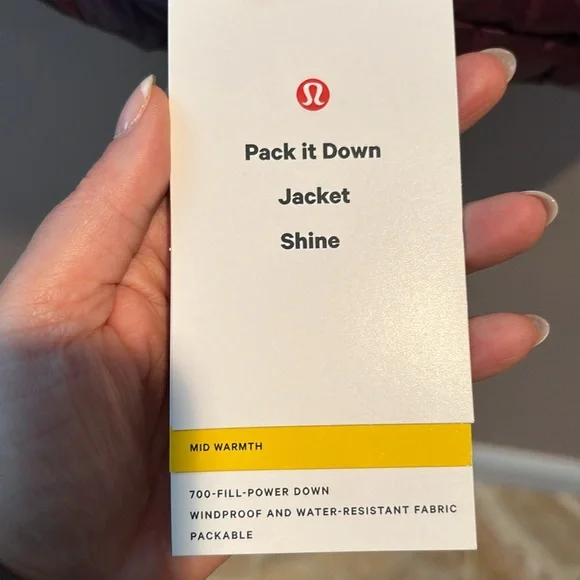 Pack it Down
Jacket
Shine
MID WARMTH
700-FILL-POWER DOWN
WINDPROOF AND WATER-RESISTANT FABRIC
PACKABLE